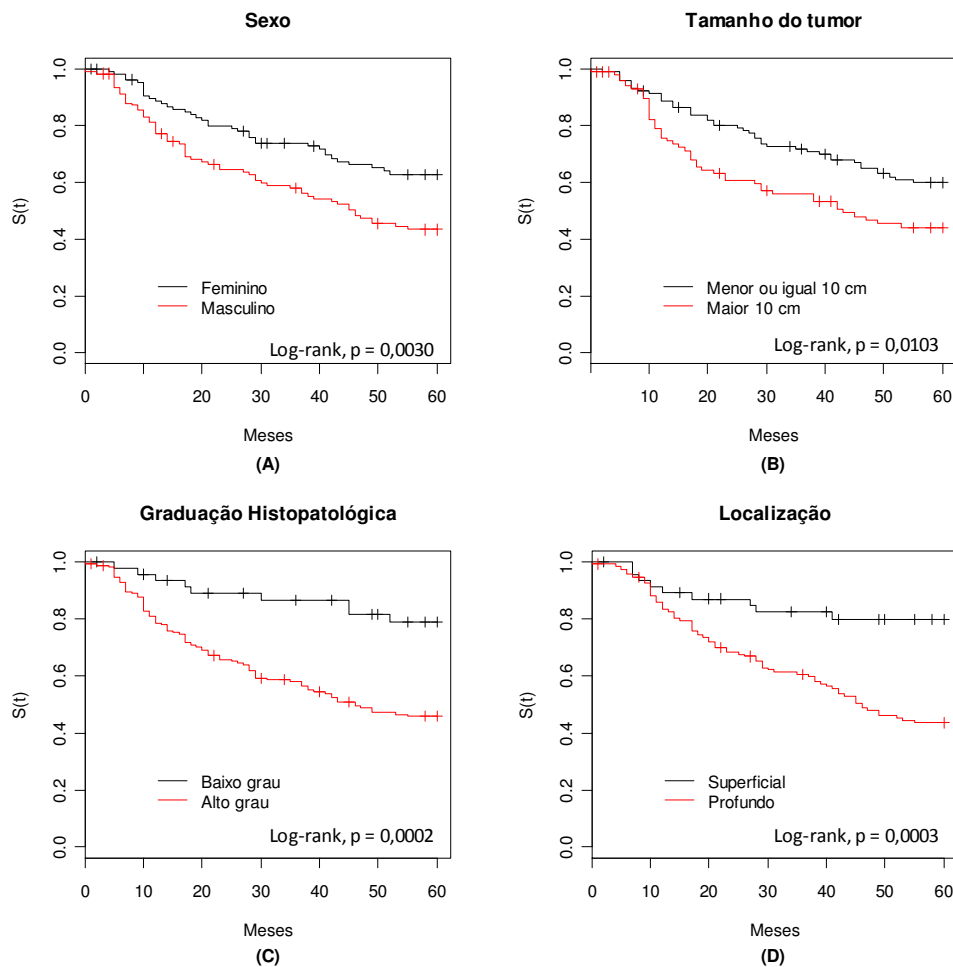 Sexo
S(t)
1.0
0.8
0.6
0.4
0.2
0.0
Feminino
Masculino
Log-rank, p = 0,0030
0 10 20 30 40 50 60
Meses
(A)
Tamanho do tumor
S(t)
1.0
0.8
0.6
0.4
0.2
0.0
Menor ou igual 10 cm
Maior 10 cm
Log-rank, p = 0,0103
10 20 30 40 50 60
Meses
(B)
Graduação Histopatológica
S(t)
1.0
0.8
0.6
0.4
0.2
0.0
Baixo grau
Alto grau
Log-rank, p = 0,0002
0 10 20 30 40 50 60
Meses
(C)
Localização
S(t)
1.0
0.8
0.6
0.4
0.2
0.0
Superficial
Profundo
Log-rank, p = 0,0003
0 10 20 30 40 50 60
Meses
(D)